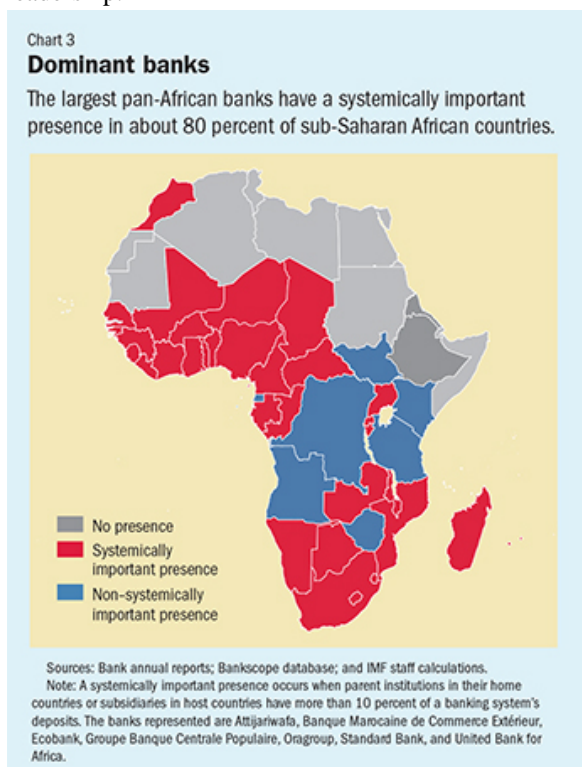 Chart 3
Dominant banks
The largest pan-African banks have a systemically important
presence in about 80 percent of sub-Saharan African countries.
No presence
Systemically
important presence
Non–systemically
important presence
Sources: Bank annual reports; Bankscope database; and IMF staff calculations.
Note: A systemically important presence occurs when parent institutions in their home
countries or subsidiaries in host countries have more than 10 percent of a banking system's
deposits. The banks represented are Attijariwafa, Banque Marocaine de Commerce Extérieur,
Ecobank, Groupe Banque Centrale Populaire, Oragroup, Standard Bank, and United Bank for
Africa.